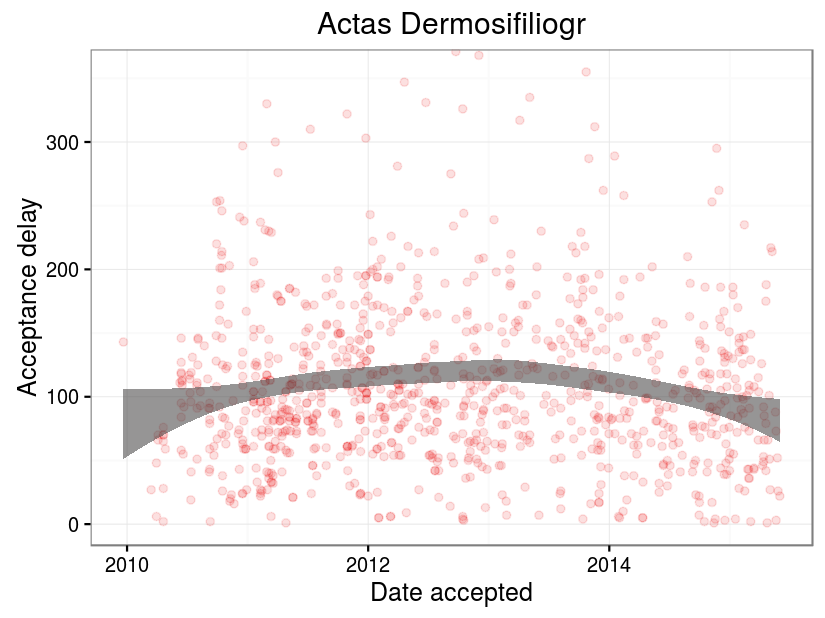 Actas Dermosifiliogr
Acceptance delay
300
200
100
0
2010 2012 2014
Date accepted